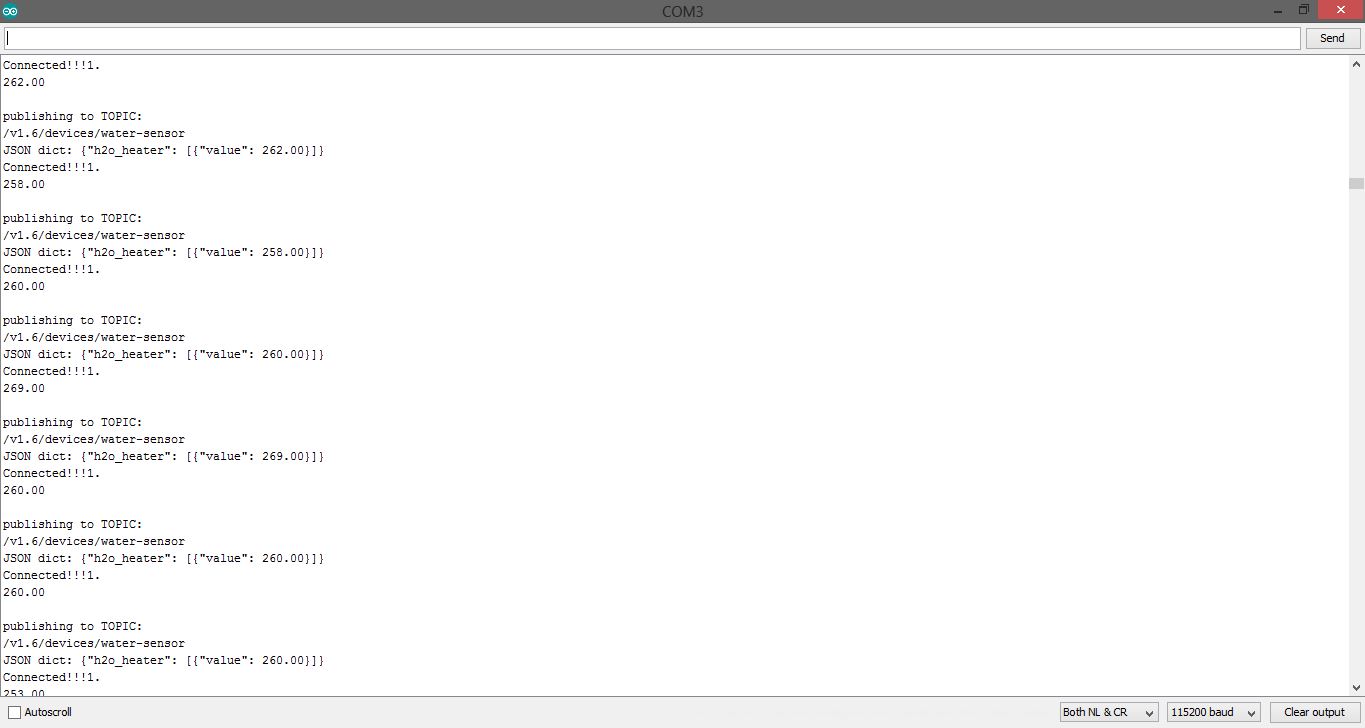 COM3
Send
Connected!!!1.
262.00
publishing to TOPIC:
/v1.6/devices/water-sensor
JSON dict: {"h2o_heater": [{"value": 262.00}]}
Connected!!!1.
258.00
publishing to TOPIC:
/v1.6/devices/water-sensor
JSON dict: {"h2o_heater": [{"value": 258.00}]}
Connected!!!1.
260.00
publishing to TOPIC:
/v1.6/devices/water-sensor
JSON dict: {"h2o_heater": [{"value": 260.00}]}
Connected!!!1.
269.00
publishing to TOPIC:
/v1.6/devices/water-sensor
JSON dict: {"h2o_heater": [{"value": 269.00}]}
Connected!!!1.
260.00
publishing to TOPIC:
/v1.6/devices/water-sensor
JSON dict: {"h2o_heater": [{"value": 260.00}]}
Connected!!!1.
260.00
publishing to TOPIC:
/v1.6/devices/water-sensor
JSON dict: {"h2o_heater": [{"value": 260.00}]}
Connected!!!1.
253.00
Autoscroll
Both NL & CR
115200 baud
Clear output